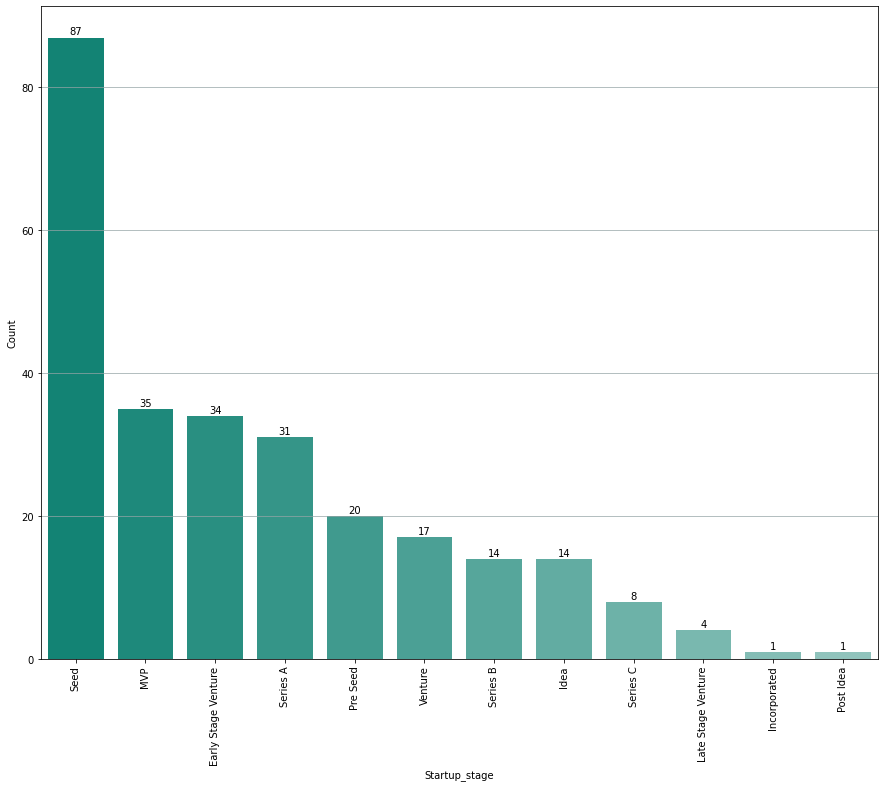 Count
80
60
40
20
0
87
35
34
31
20
17
14
14
8
4
1
1
Seed
MVP
Early Stage Venture
Series A
Pre Seed
Venture
Series B
Idea
Series C
Late Stage Venture
Incorporated
Post Idea
Startup_stage